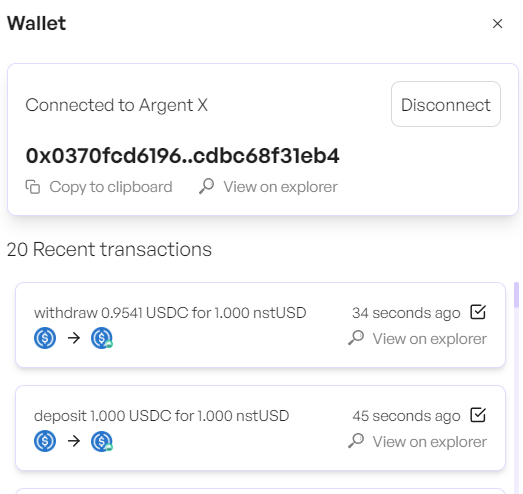 Wallet
Connected to Argent X
Disconnect
0x0370fcd6196..cdbc68f31eb4
Copy to clipboard View on explorer
20 Recent transactions
withdraw 0.9541 USDC for 1.000 nstUSD 34 seconds ago
View on explorer
deposit 1.000 USDC for 1.000 nstUSD 45 seconds ago
View on explorer